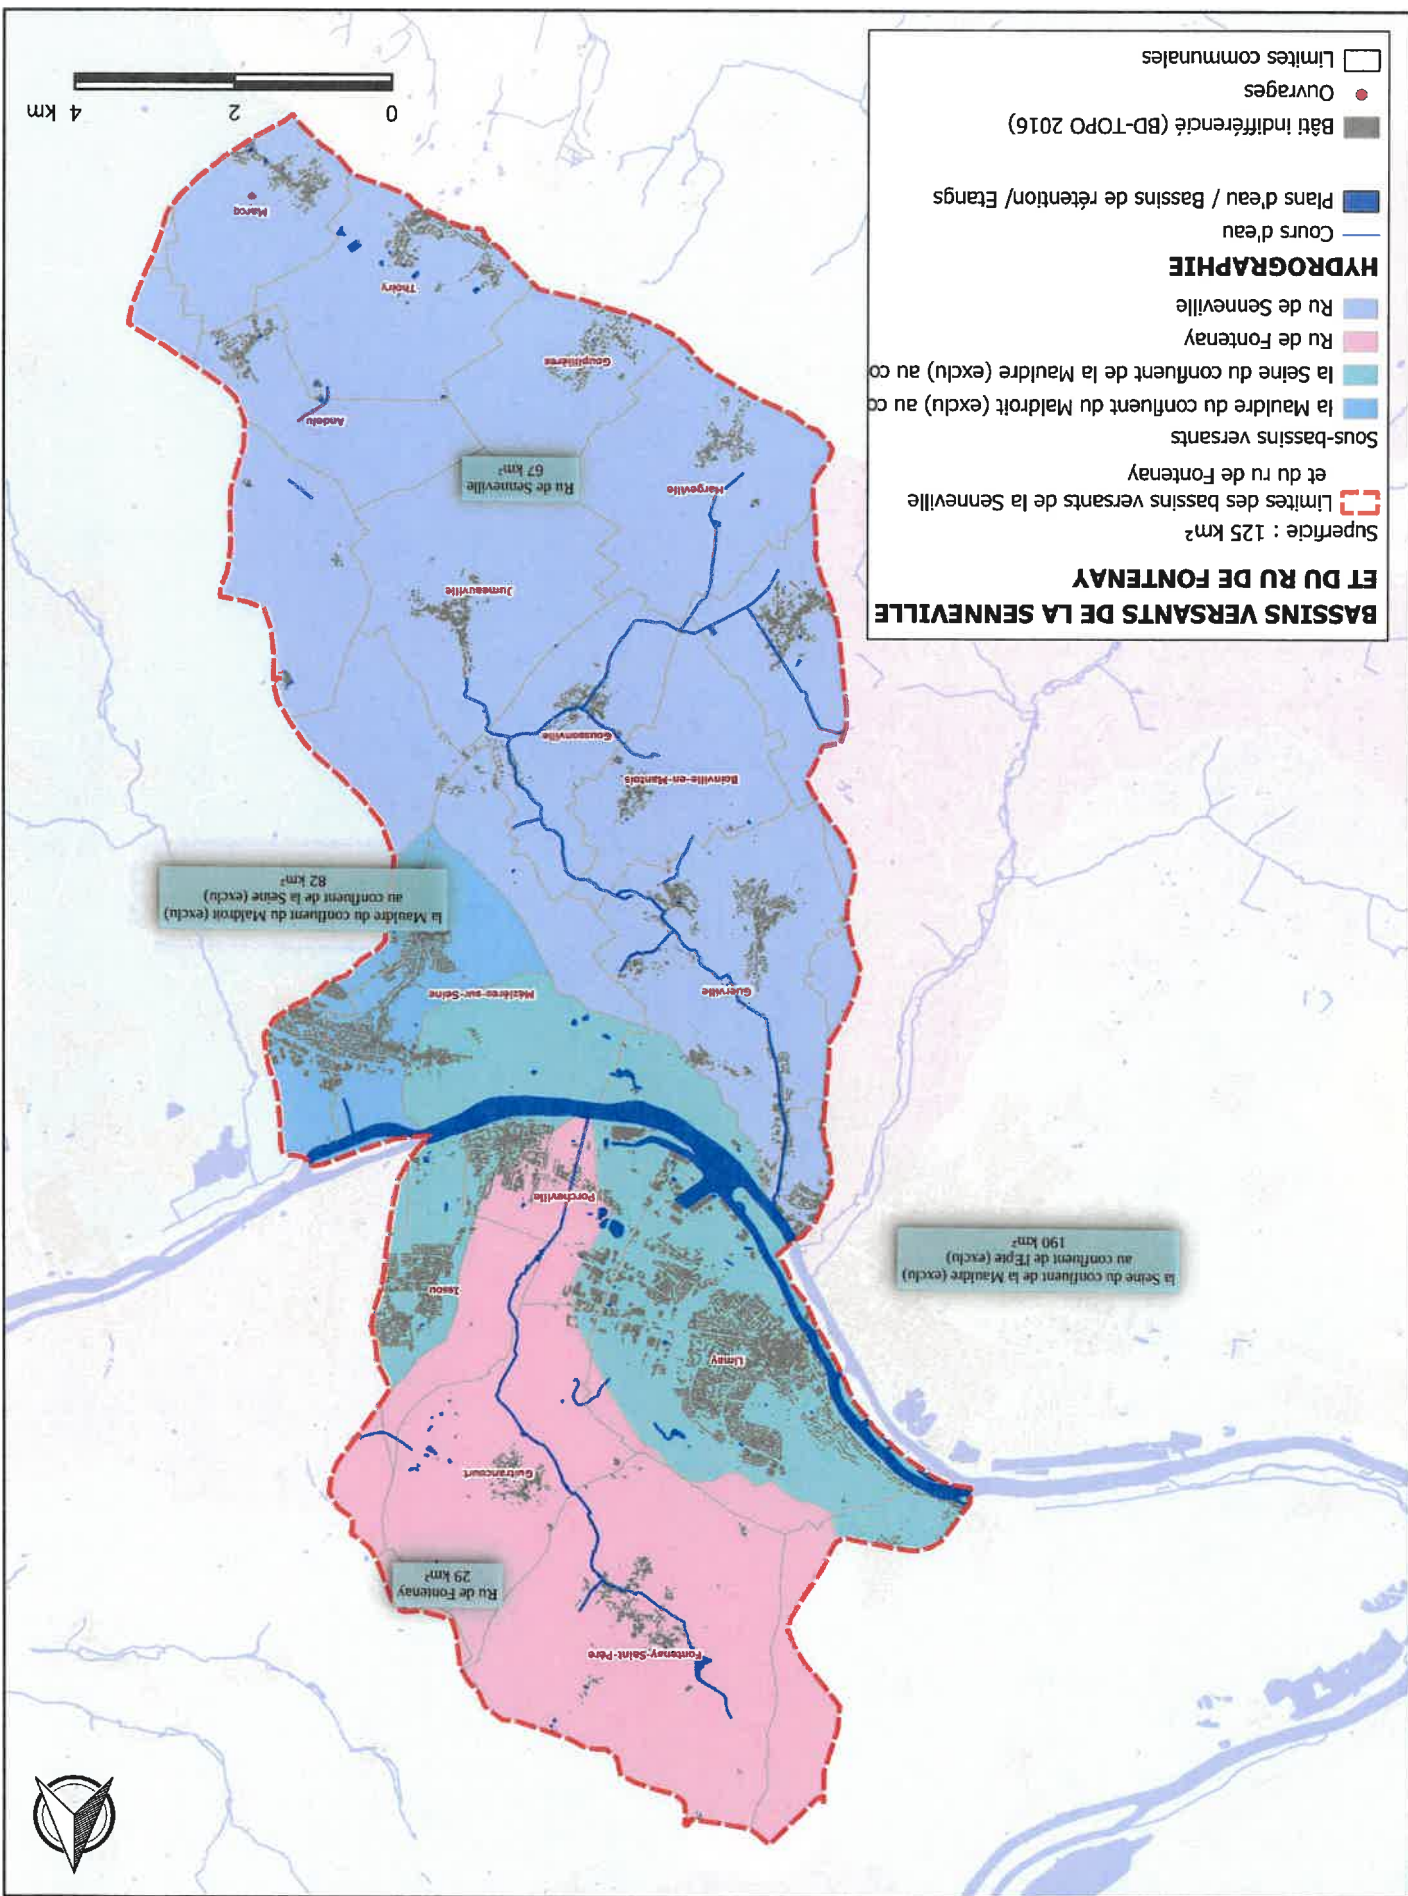 Fontenay-Saint-Père
Ru de Fontenay
29 km²
Guitrancourt
Limay
Issou
Porcheville
la Seine du confluent de la Mauldre (exclu)
au confluent de l'Epte (exclu)
190 km²
Guerville
Mézières-sur-Seine
la Mauldre du confluent du Maldroit (exclu)
au confluent de la Seine (exclu)
82 km²
Boinville-en-Mantois
Goussonville
Jumeauville
Hargeville
Ru de Senneville
67 km²
Andelu
Goupillières
Thoiry
Marcq
BASSINS VERSANTS DE LA SENNEVILLE
ET DU RU DE FONTENAY
Superficie : 125 km²
Limites des bassins versants de la Senneville
et du ru de Fontenay
Sous-bassins versants
la Mauldre du confluent du Maldroit (exclu) au co
la Seine du confluent de la Mauldre (exclu) au co
Ru de Fontenay
Ru de Senneville
HYDROGRAPHIE
Cours d'eau
Plans d'eau / Bassins de rétention/ Etangs
Bâti indifférencié (BD-TOPO 2016)
Ouvrages
Limites communales
0 2 4 km